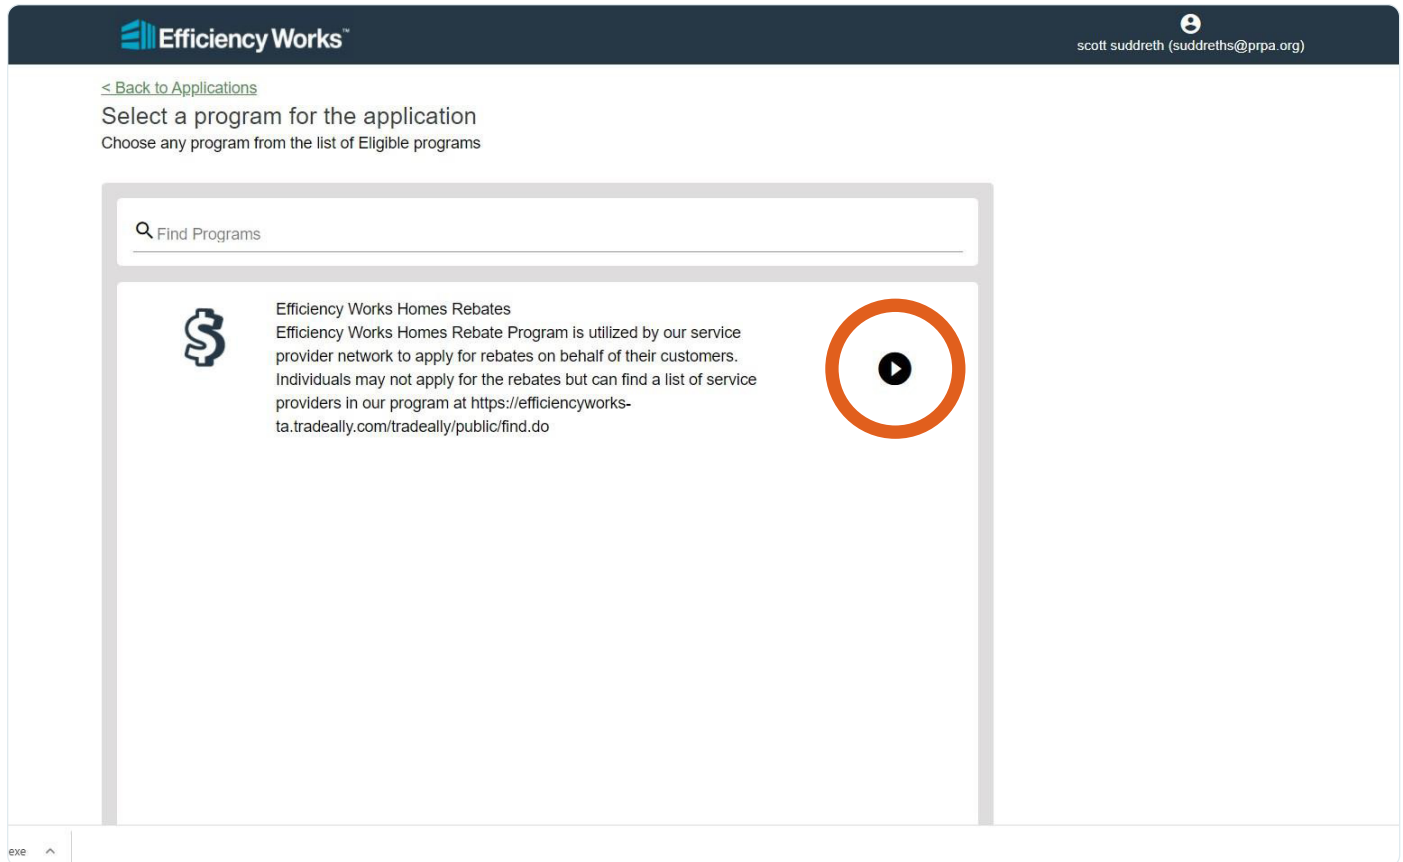 Efficiency Works™
scott suddreth (suddreths@prpa.org)
< Back to Applications
Select a program for the application
Choose any program from the list of Eligible programs
Find Programs
Efficiency Works Homes Rebates
Efficiency Works Homes Rebate Program is utilized by our service
provider network to apply for rebates on behalf of their customers.
Individuals may not apply for the rebates but can find a list of service
providers in our program at https://efficiencyworks-
ta.tradeally.com/tradeally/public/find.do
exe